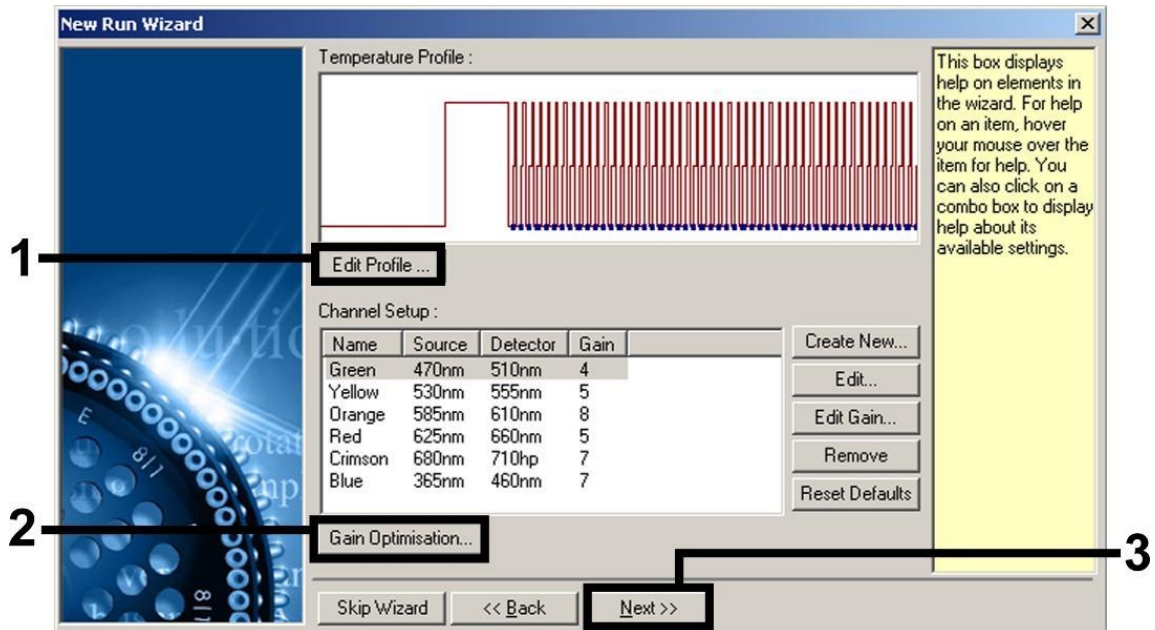 New Run Wizard
Temperature Profile :
This box displays
help on elements in
the wizard. For help
on an item, hover
your mouse over the
item for help. You
can also click on a
combo box to display
help about its
available settings.
1
Edit Profile ...
Channel Setup :
Name Source Detector Gain
Green 470nm 510nm 4
Yellow 530nm 555nm 5
Orange 585nm 610nm 8
Red 625nm 660nm 5
Crimson 680nm 710hp 7
Blue 365nm 460nm 7
Create New...
Edit...
Edit Gain...
Remove
Reset Defaults
2
Gain Optimisation...
3
Skip Wizard << Back Next >>
E
8/1
8/1